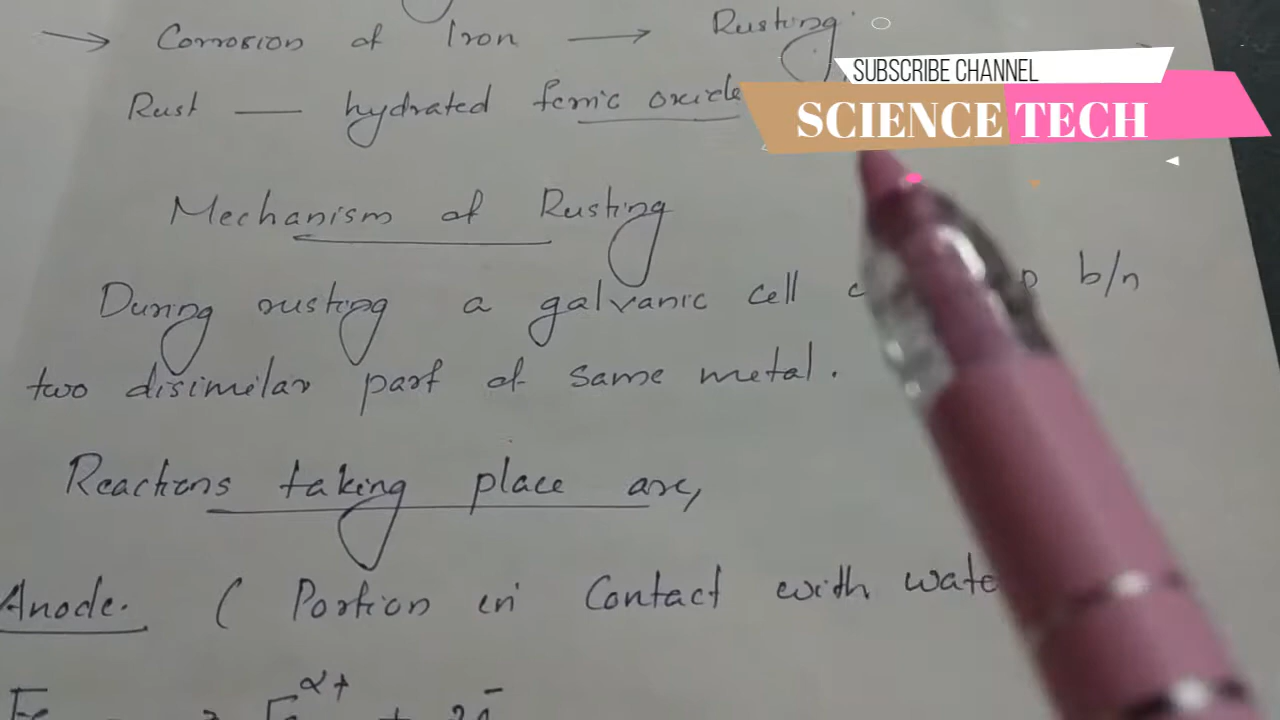 → Corrosion of Iron → Rusting
SUBSCRIBE CHANNEL
Rust — hydrated ferric oxide
SCIENCE TECH
Mechanism of Rusting
During rusting a galvanic cell b/n
two disimilar part of same metal.
Reactions taking place are,
Anode. ( Portion in Contact with
Fe